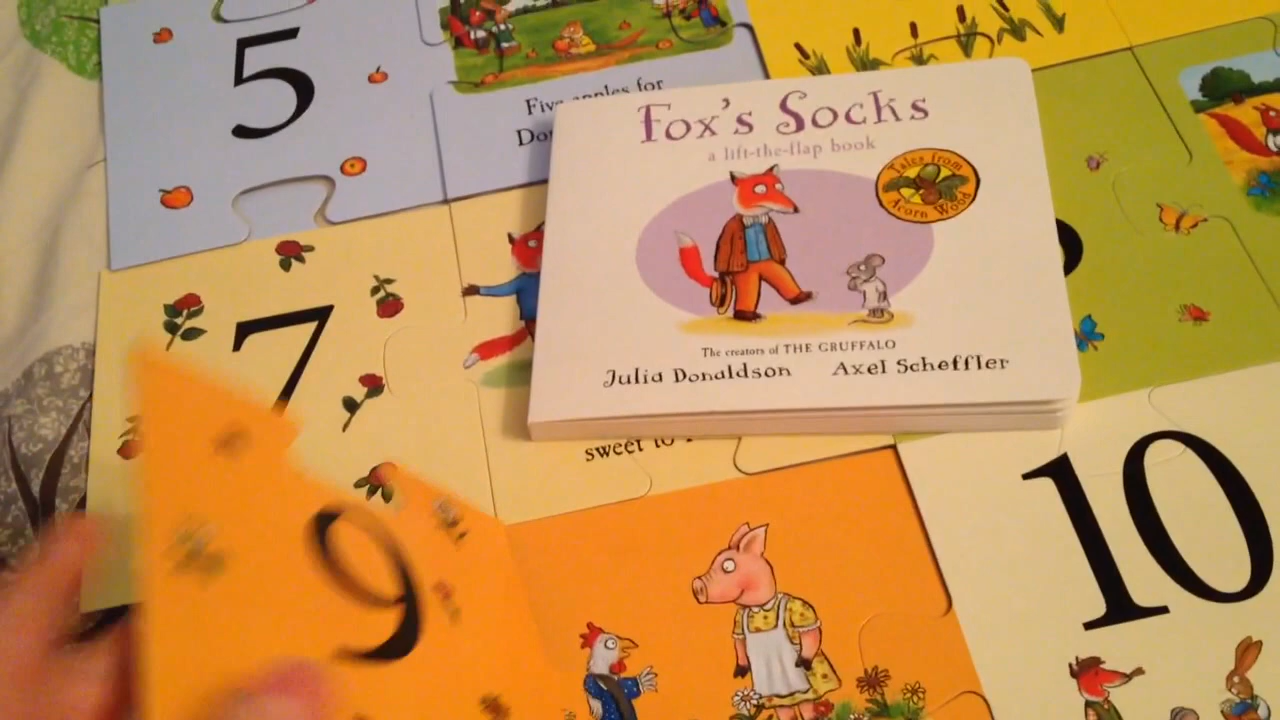 5
Five apples for
Fox's Socks
a lift-the-flap book
Tales from
Acorn Wood
The creators of THE GRUFFALO
Julia Donaldson Axel Scheffler
7
sweet to
9
10